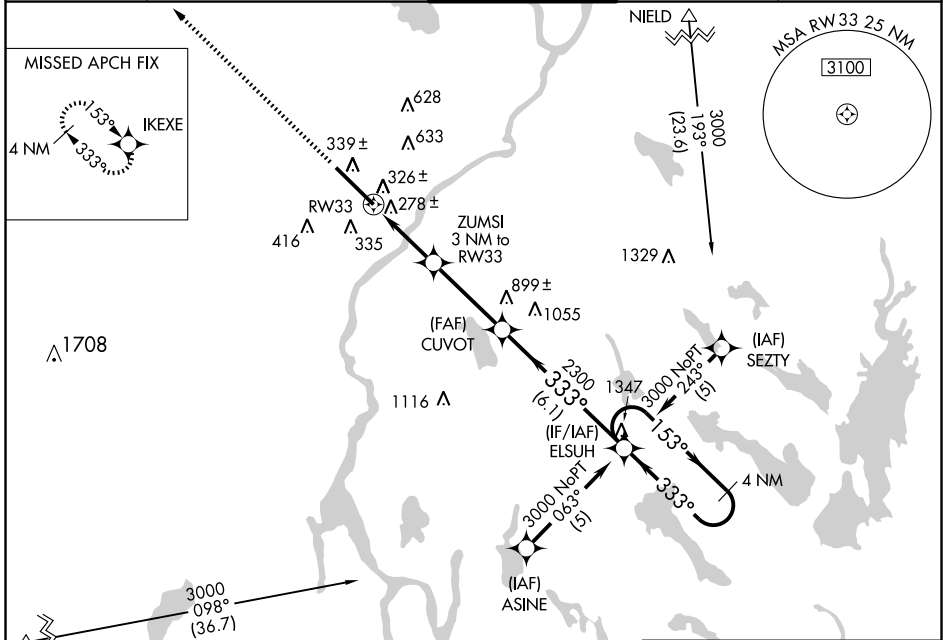 MISSED APCH FIX
153°
IKEXE
4 NM
333°
NIELD
3000
193°
(23.6)
MSA RW33 25 NM
3100
628
633
339 ±
326 ±
RW33
278 ±
416
335
ZUMSI
3 NM to
RW33
1329
899 ±
1055
(FAF)
CUVOT
1708
(IAF)
SEZTY
3000 NoPT
243°
(5)
2300
333°
(6.1)
1347
1116
(IF/IAF)
ELSUH
153°
4 NM
333°
3000 NoPT
063°
(5)
(IAF)
ASINE
3000
098°
(36.7)